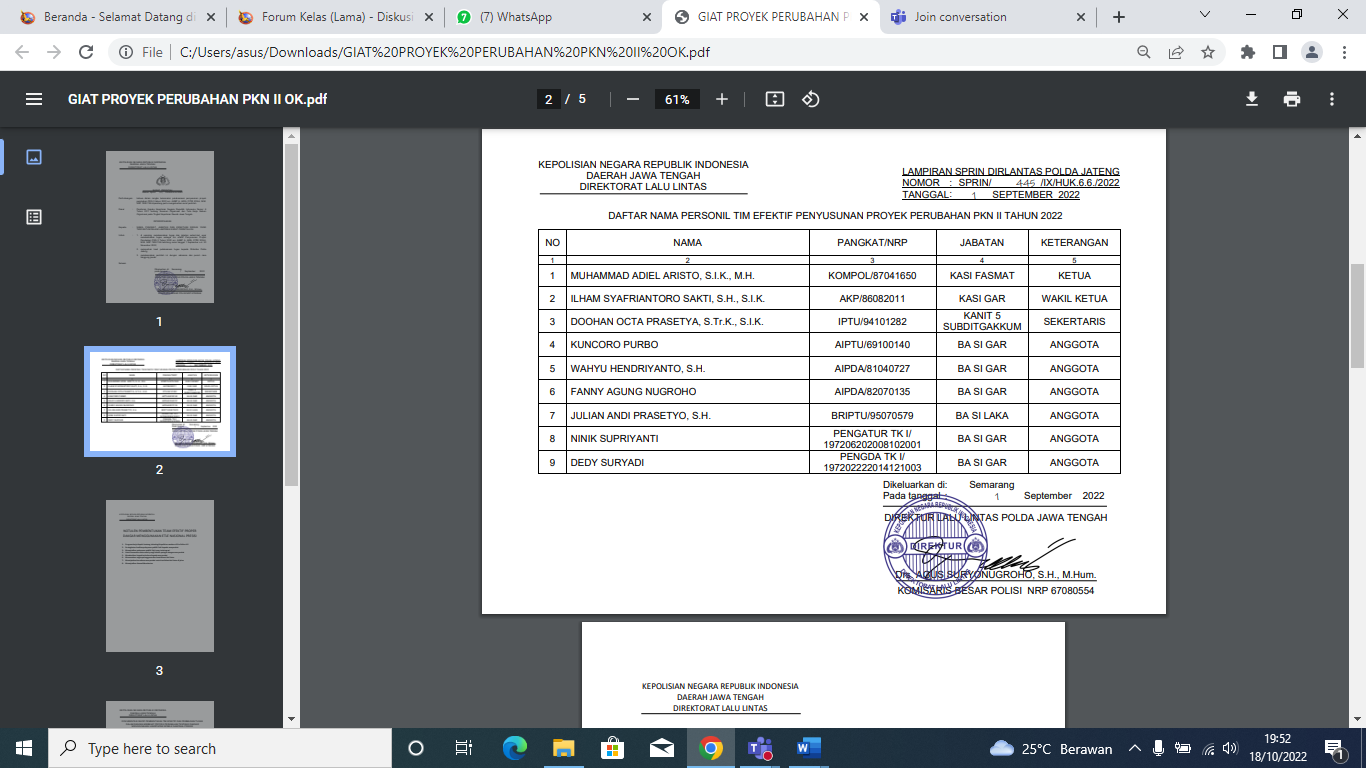 Beranda - Selamat Datang di
Forum Kelas (Lama) - Diskusi
(7) WhatsApp
GIAT PROYEK PERUBAHAN P
Join conversation
File
C:/Users/asus/Downloads/GIAT%20PROYEK%20PERUBAHAN%20PKN%20II%20OK.pdf
GIAT PROYEK PERUBAHAN PKN II OK.pdf
2 / 5
61%
1
2
3
KEPOLISIAN NEGARA REPUBLIK INDONESIA
DAERAH JAWA TENGAH
DIREKTORAT LALU LINTAS
LAMPIRAN SPRIN DIRLANTAS POLDA JATENG
NOMOR : SPRIN/ 445 /IX/HUK.6.6./2022
TANGGAL: 1 SEPTEMBER 2022
DAFTAR NAMA PERSONIL TIM EFEKTIF PENYUSUNAN PROYEK PERUBAHAN PKN II TAHUN 2022
NO NAMA PANGKAT/NRP JABATAN KETERANGAN
1 2 3 4 5
1 MUHAMMAD ADIEL ARISTO, S.I.K., M.H. KOMPOL/87041650 KASI FASMAT KETUA
2 ILHAM SYAFRIANTORO SAKTI, S.H., S.I.K. AKP/86082011 KASI GAR WAKIL KETUA
3 DOOHAN OCTA PRASETYA, S.Tr.K., S.I.K. IPTU/94101282 KANIT 5 SUBDITGAKKUM SEKERTARIS
4 KUNCORO PURBO AIPTU/69100140 BA SI GAR ANGGOTA
5 WAHYU HENDRIYANTO, S.H. AIPDA/81040727 BA SI GAR ANGGOTA
6 FANNY AGUNG NUGROHO AIPDA/82070135 BA SI GAR ANGGOTA
7 JULIAN ANDI PRASETYO, S.H. BRIPTU/95070579 BA SI LAKA ANGGOTA
8 NINIK SUPRIYANTI PENGATUR TK I/ 197206202008102001 BA SI GAR ANGGOTA
9 DEDY SURYADI PENGDA TK I/ 197202222014121003 BA SI GAR ANGGOTA
Dikeluarkan di: Semarang
Pada tanggal : 1 September 2022
DIREKTUR LALU LINTAS POLDA JAWA TENGAH
KEPOLISIAN NEGARA REPUBLIK INDONESIA
DIREKTUR
DIREKTORAT LALU LINTAS
Drs. AGUS SURYONUGROHO, S.H., M.Hum.
KOMISARIS BESAR POLISI NRP 67080554
KEPOLISIAN NEGARA REPUBLIK INDONESIA
DAERAH JAWA TENGAH
DIREKTORAT LALU LINTAS
Type here to search
25°C Berawan
19:52
18/10/2022
1